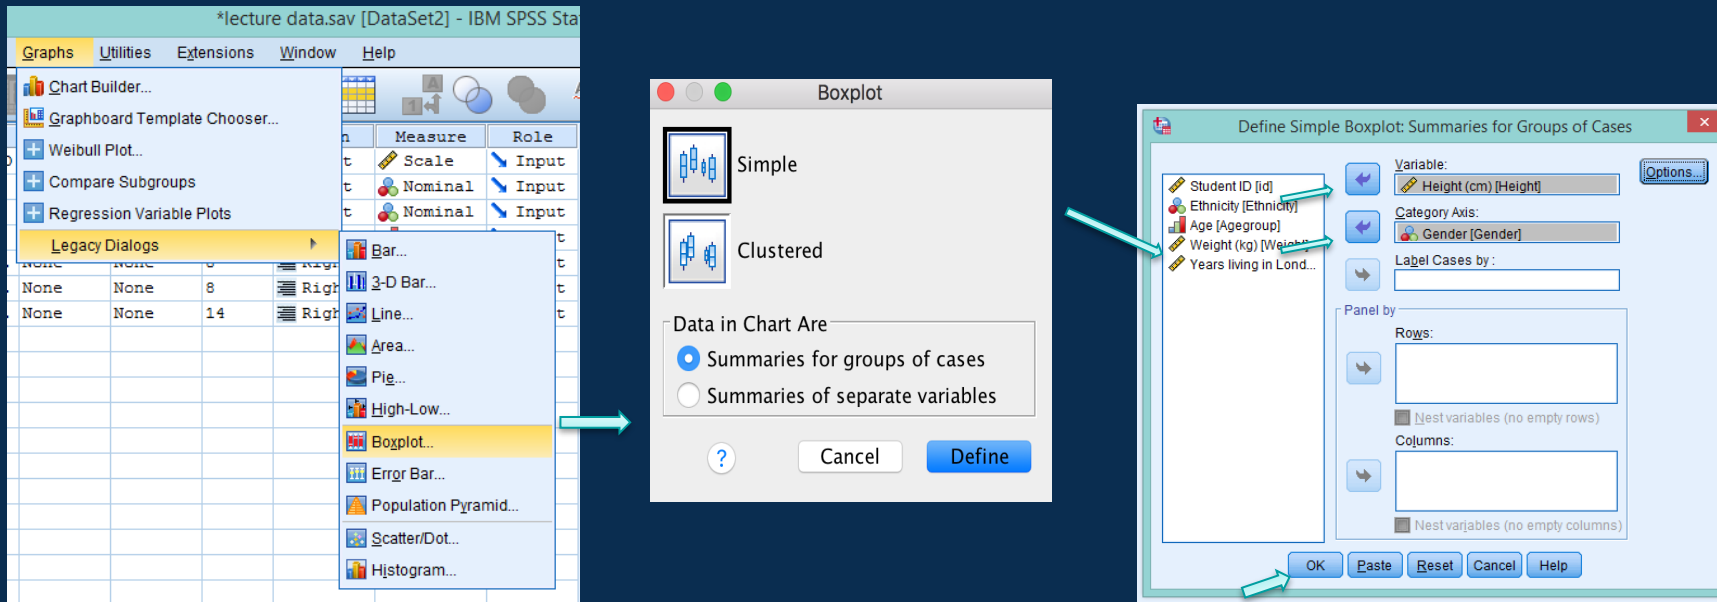 *lecture data.sav [DataSet2] - IBM SPSS Sta
Graphs Utilities Extensions Window Help
Chart Builder...
Graphboard Template Chooser...
Weibull Plot...
Compare Subgroups
Regression Variable Plots
Legacy Dialogs
Bar...
3-D Bar...
Line...
Area...
Pie...
High-Low...
Boxplot...
Error Bar...
Population Pyramid...
Scatter/Dot...
Histogram...
Measure Role
Scale Input
Nominal Input
Nominal Input
None None 8 Righ
None None 14 Righ
Boxplot
Simple
Clustered
Data in Chart Are
Summaries for groups of cases
Summaries of separate variables
? Cancel Define
Define Simple Boxplot: Summaries for Groups of Cases
Student ID [id]
Ethnicity [Ethnicity]
Age [Agegroup]
Weight (kg) [Weight]
Years living in Lond...
Variable:
Height (cm) [Height]
Category Axis:
Gender [Gender]
Label Cases by :
Panel by
Rows:
Nest variables (no empty rows)
Columns:
Nest variables (no empty columns)
Options...
OK Paste Reset Cancel Help